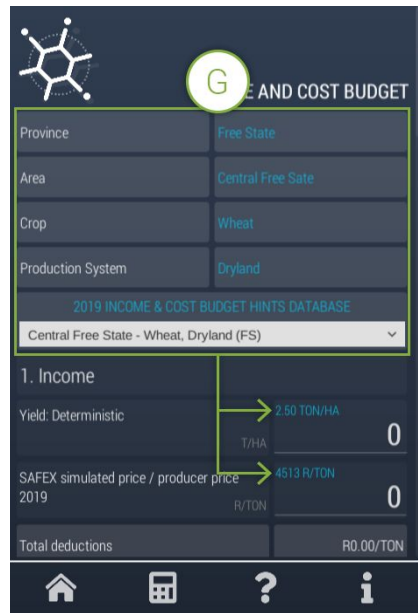 G
E AND COST BUDGET
Province Free State
Area Central Free Sate
Crop Wheat
Production System Dryland
2019 INCOME & COST BUDGET HINTS DATABASE
Central Free State - Wheat, Dryland (FS)
1. Income
Yield: Deterministic 2.50 TON/HA
T/HA 0
SAFEX simulated price / producer price 4513 R/TON
2019 R/TON 0
Total deductions R0.00/TON
?
i